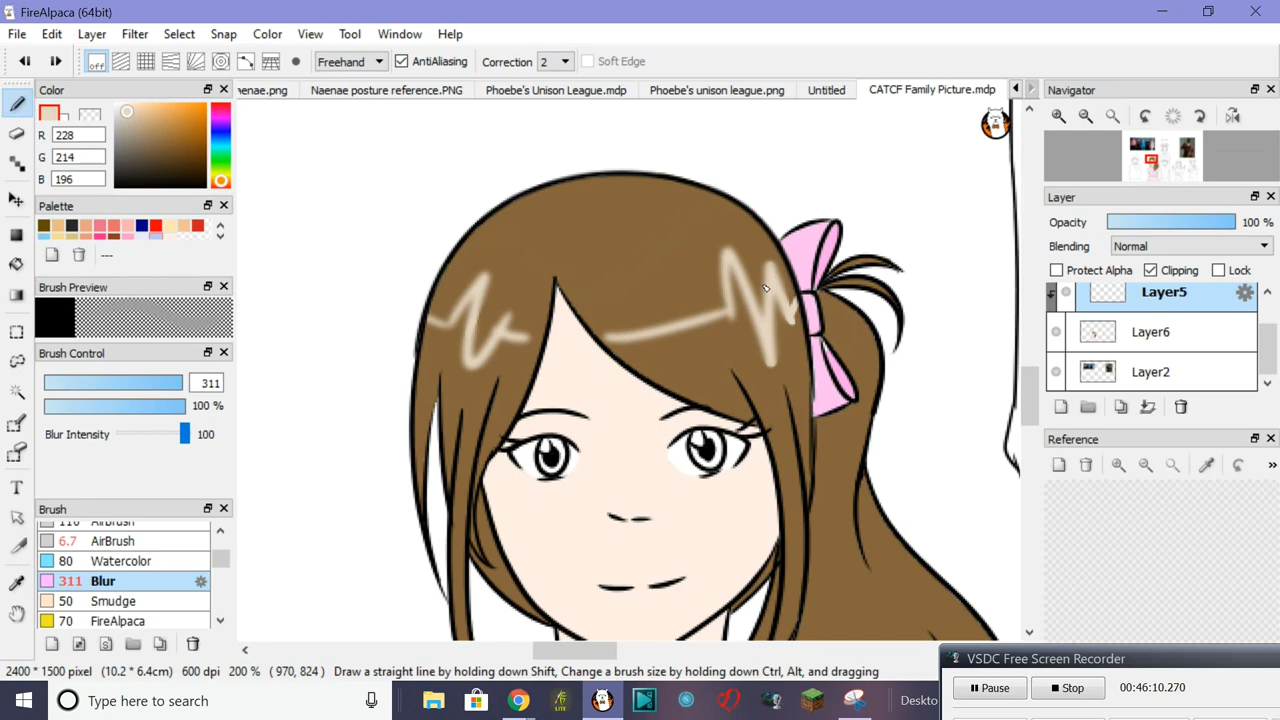 FireAlpaca (64bit)
File Edit Layer Filter Select Snap Color View Tool Window Help
off Freehand AntiAliasing Correction 2 Soft Edge
Color
enae.png Naenae posture reference.PNG Phoebe's Unison League.mdp Phoebe's unison league.png Untitled CATCF Family Picture.mdp
Navigator
R 228
G 214
B 196
Palette
---
Layer
Opacity 100 %
Blending Normal
Protect Alpha Clipping Lock
Layer5
Layer6
Layer2
Brush Preview
Brush Control
311
100 %
Blur Intensity 100
Reference
Brush
110 AirBrush
6.7 AirBrush
80 Watercolor
311 Blur
50 Smudge
70 FireAlpaca
2400 * 1500 pixel (10.2 * 6.4cm) 600 dpi 200 % ( 970, 824 ) Draw a straight line by holding down Shift, Change a brush size by holding down Ctrl, Alt, and dragging
VSDC Free Screen Recorder
Pause Stop 00:46:10.270
Type here to search
LITE
Deskto